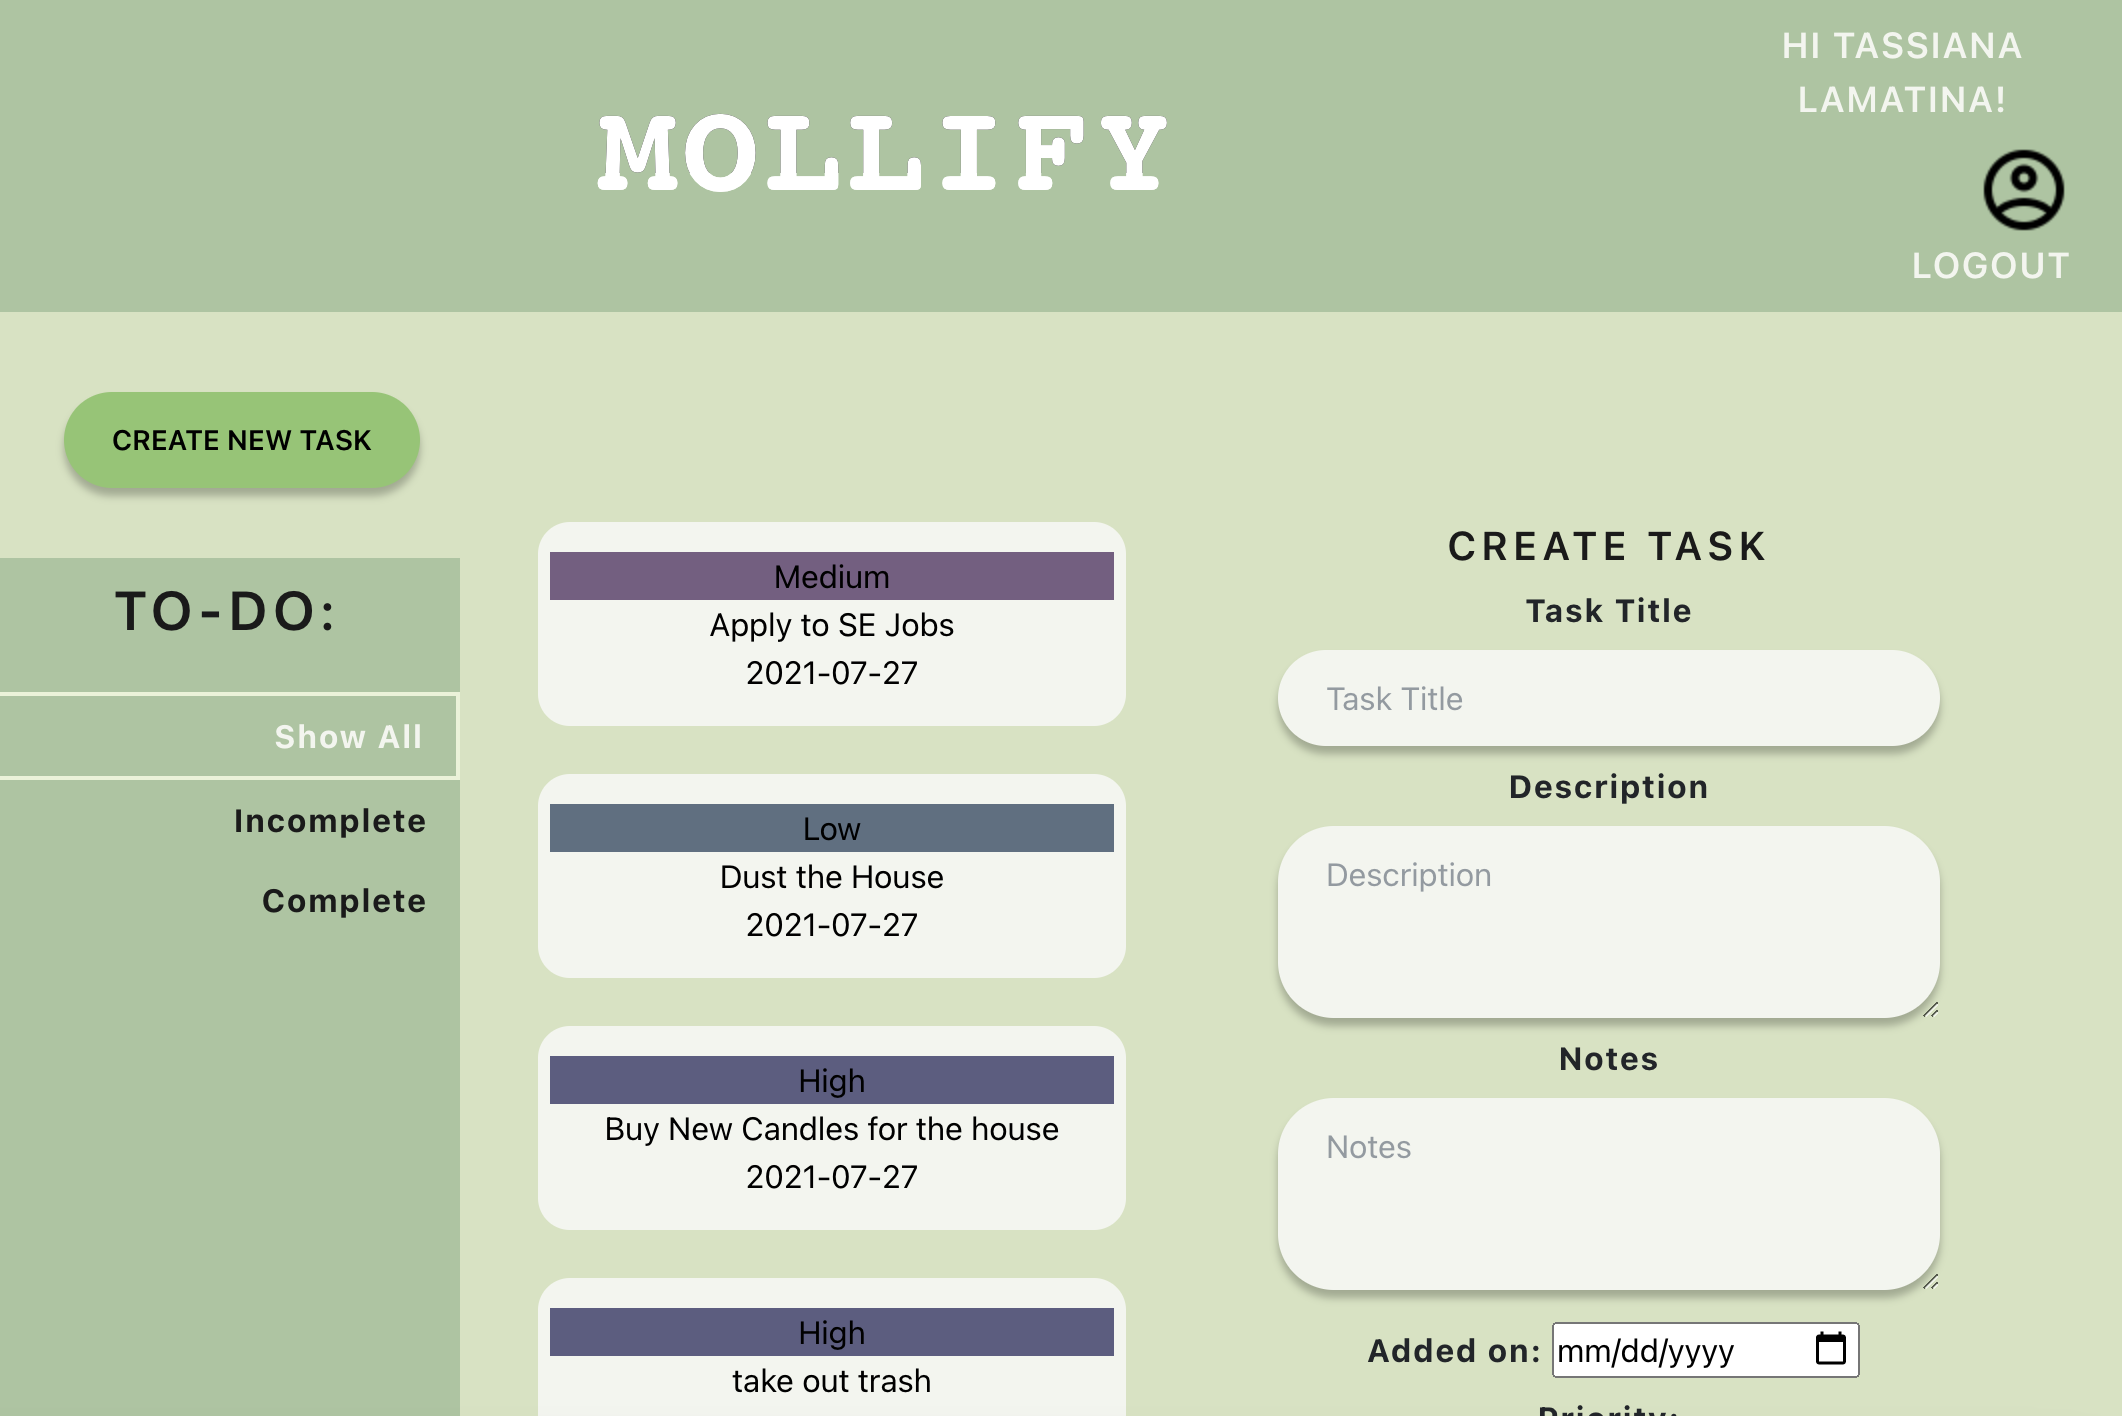 HI TASSIANA
LAMATINA!
MOLLIFY
LOGOUT
CREATE NEW TASK
TO-DO:
Show All
Incomplete
Complete
Medium
Apply to SE Jobs
2021-07-27
Low
Dust the House
2021-07-27
High
Buy New Candles for the house
2021-07-27
High
take out trash
CREATE TASK
Task Title
Task Title
Description
Description
Notes
Notes
Added on: mm/dd/yyyy
Priority: